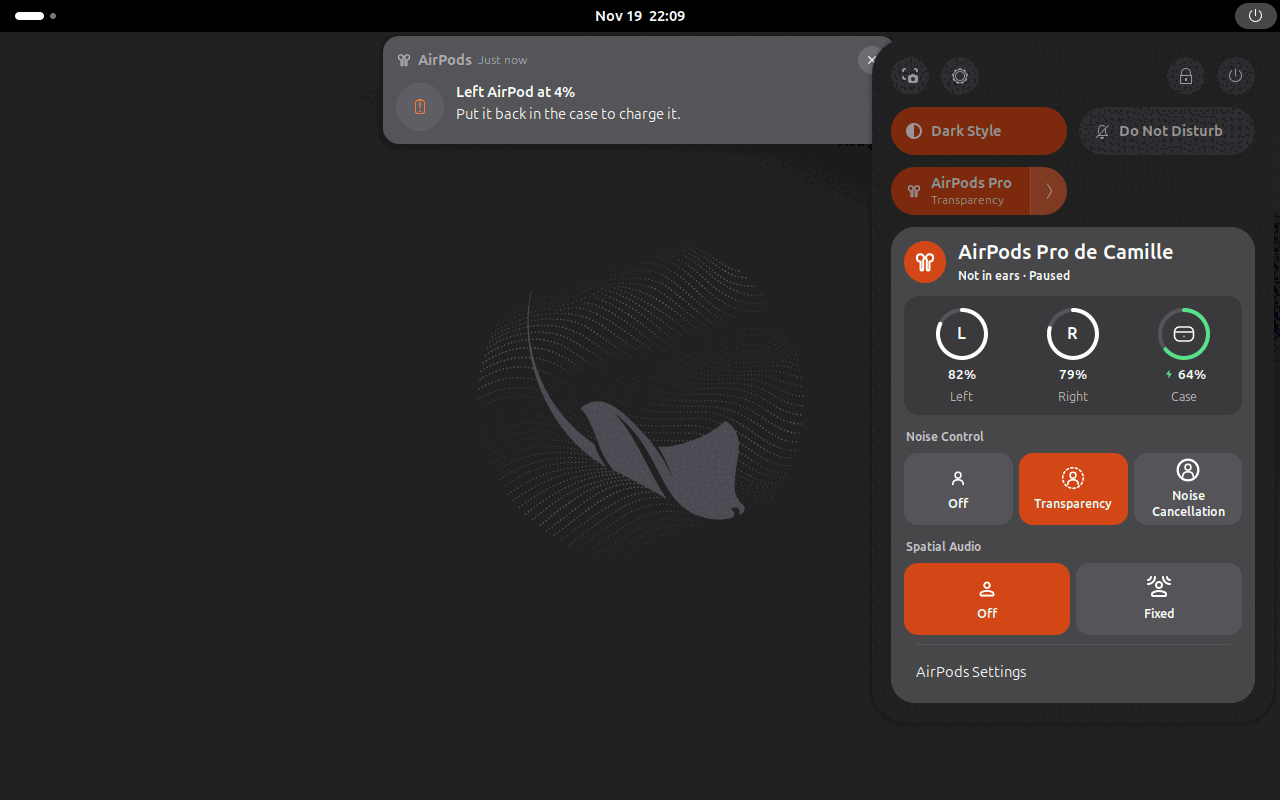 Nov 19 22:09
AirPods Just now
Left AirPod at 4%
Put it back in the case to charge it.
Dark Style
Do Not Disturb
AirPods Pro
Transparency
AirPods Pro de Camille
Not in ears · Paused
L
R
82%
79%
64%
Left
Right
Case
Noise Control
Off
Transparency
Noise
Cancellation
Spatial Audio
Off
Fixed
AirPods Settings